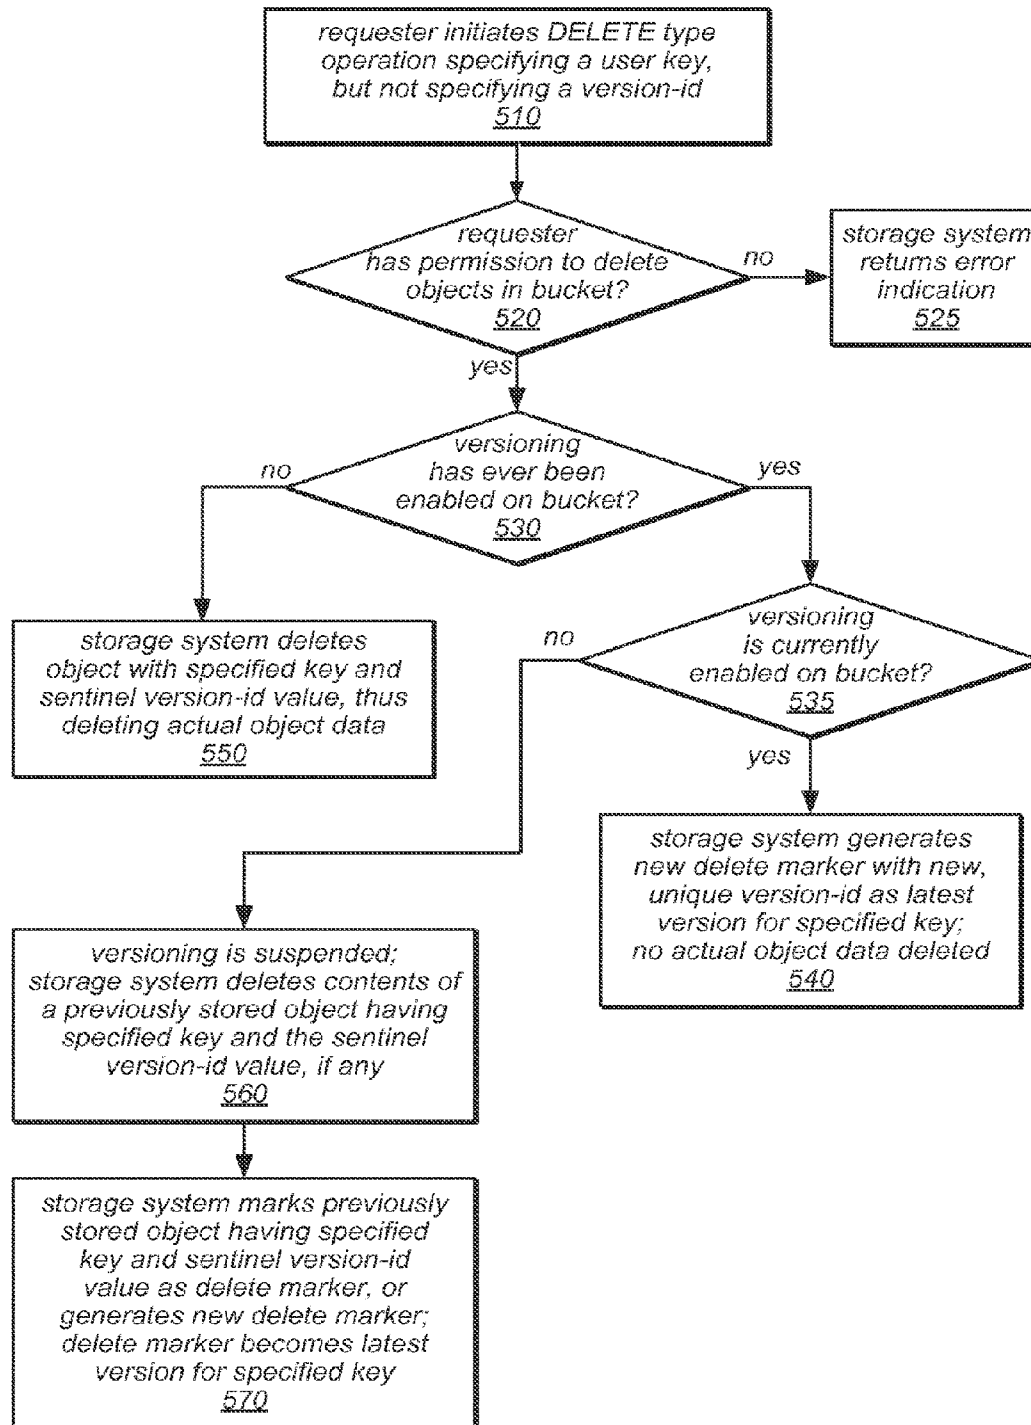 requester initiates DELETE type
operation specifying a user key,
but not specifying a version-id
510
requester
has permission to delete
objects in bucket?
520
no
storage system
returns error
indication
525
yes
versioning
has ever been
enabled on bucket?
530
no
yes
storage system deletes
object with specified key and
sentinel version-id value, thus
deleting actual object data
550
versioning
is currently
enabled on bucket?
535
no
yes
storage system generates
new delete marker with new,
unique version-id as latest
version for specified key;
no actual object data deleted
540
versioning is suspended;
storage system deletes contents of
a previously stored object having
specified key and the sentinel
version-id value, if any
560
storage system marks previously
stored object having specified
key and sentinel version-id
value as delete marker, or
generates new delete marker;
delete marker becomes latest
version for specified key
570